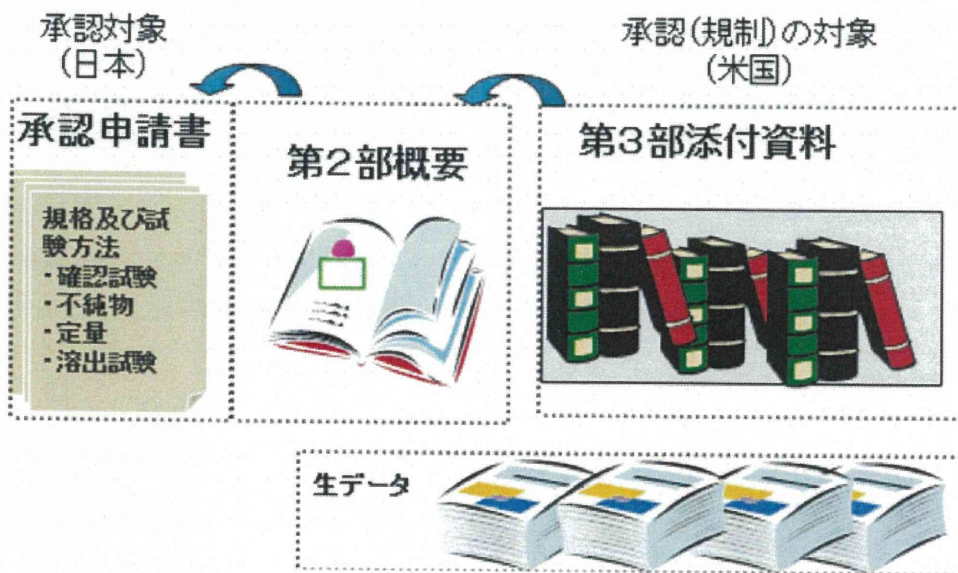 承認対象
(日本)
承認(規制)の対象
(米国)
承認申請書
規格及び試
験方法
・確認試験
・不純物
・定量
・溶出試験
第2部概要
第3部添付資料
生データ